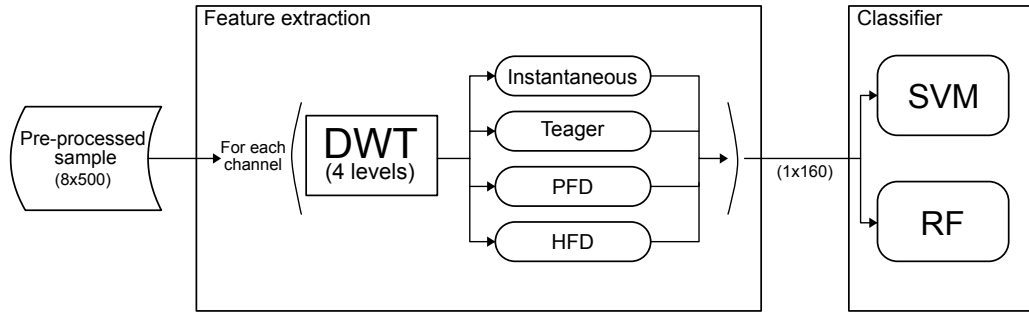 Feature extraction
Classifier
Pre-processed
sample
(8x500)
For each
channel
DWT
(4 levels)
Instantaneous
Teager
PFD
HFD
(1x160)
SVM
RF